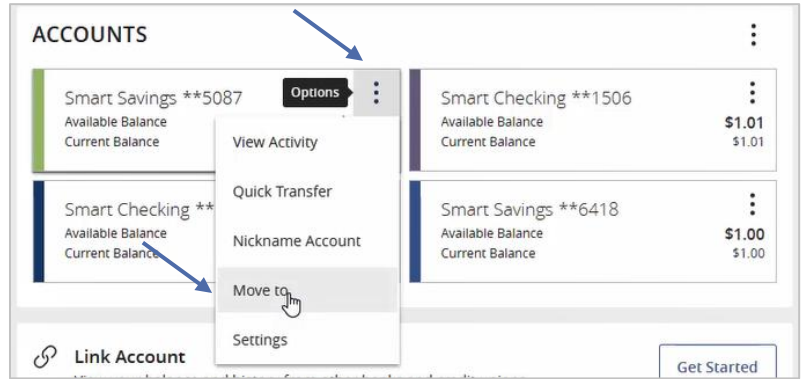 ACCOUNTS
Smart Savings **5087
Options
Available Balance
Current Balance
Smart Checking **1506
Available Balance $1.01
Current Balance $1.01
View Activity
Quick Transfer
Nickname Account
Move to
Settings
Smart Checking **
Available Balance
Current Balance
Smart Savings **6418
Available Balance $1.00
Current Balance $1.00
Link Account
Get Started